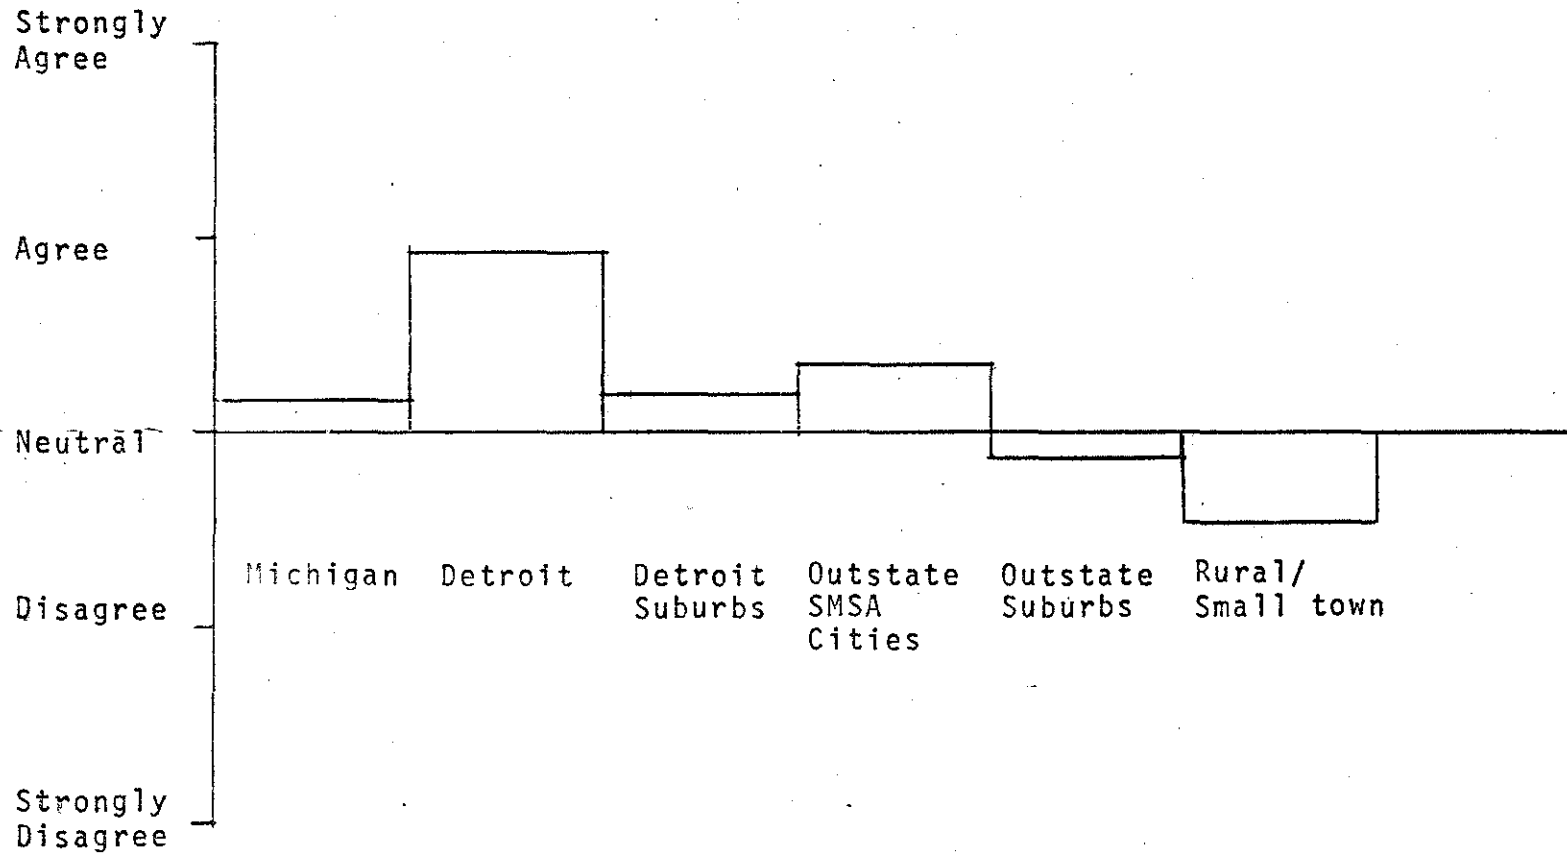 Strongly
Agree
Agree
Neutral
Michigan
Detroit
Detroit
Suburbs
Outstate
SMSA
Cities
Outstate
Suburbs
Rural/
Small town
Disagree
Strongly
Disagree